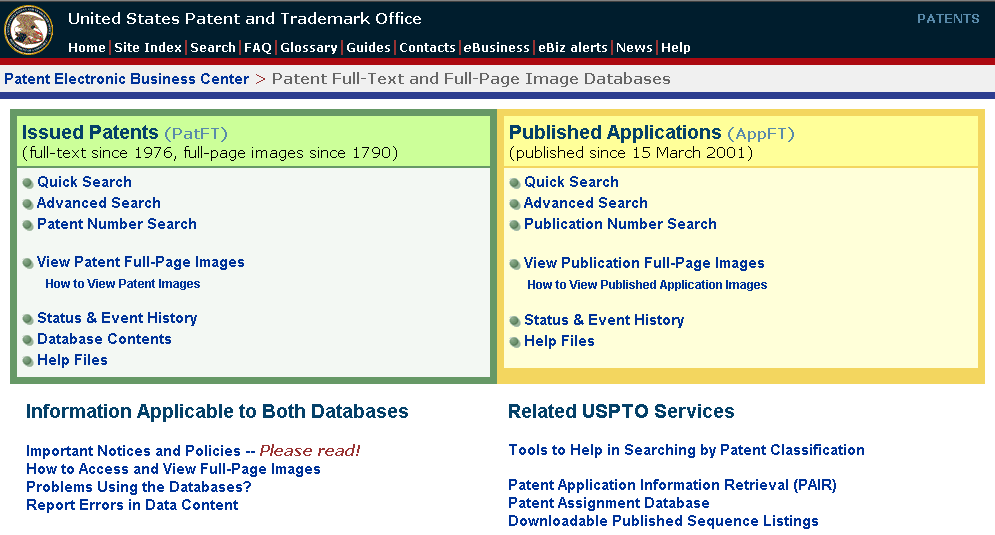 United States Patent and Trademark Office
PATENTS
Home | Site Index | Search | FAQ | Glossary | Guides | Contacts | eBusiness | eBiz alerts | News | Help
Patent Electronic Business Center > Patent Full-Text and Full-Page Image Databases
Issued Patents (PatFT)
(full-text since 1976, full-page images since 1790)
Quick Search
Advanced Search
Patent Number Search
View Patent Full-Page Images
How to View Patent Images
Status & Event History
Database Contents
Help Files
Published Applications (AppFT)
(published since 15 March 2001)
Quick Search
Advanced Search
Publication Number Search
View Publication Full-Page Images
How to View Published Application Images
Status & Event History
Help Files
Information Applicable to Both Databases
Important Notices and Policies -- Please read!
How to Access and View Full-Page Images
Problems Using the Databases?
Report Errors in Data Content
Related USPTO Services
Tools to Help in Searching by Patent Classification
Patent Application Information Retrieval (PAIR)
Patent Assignment Database
Downloadable Published Sequence Listings